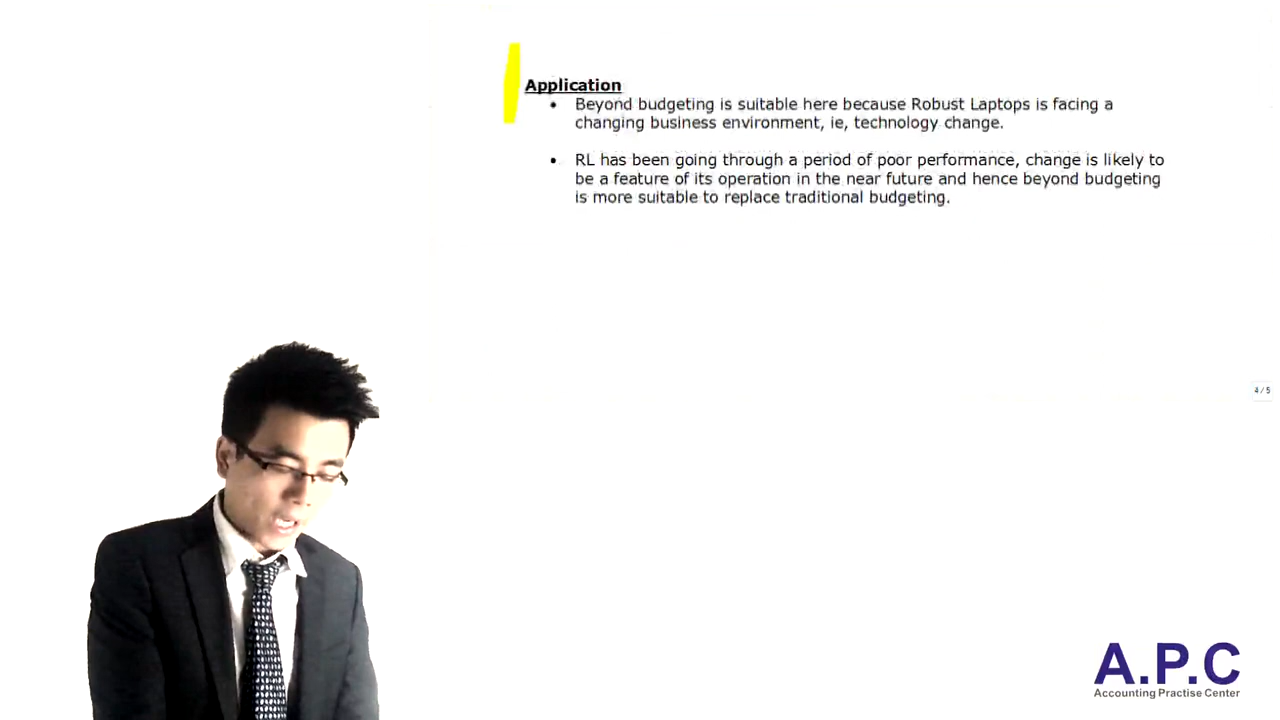 Application
• Beyond budgeting is suitable here because Robust Laptops is facing a
changing business environment, ie, technology change.
• RL has been going through a period of poor performance, change is likely to
be a feature of its operation in the near future and hence beyond budgeting
is more suitable to replace traditional budgeting.
4/5
A.P.C
Accounting Practise Center